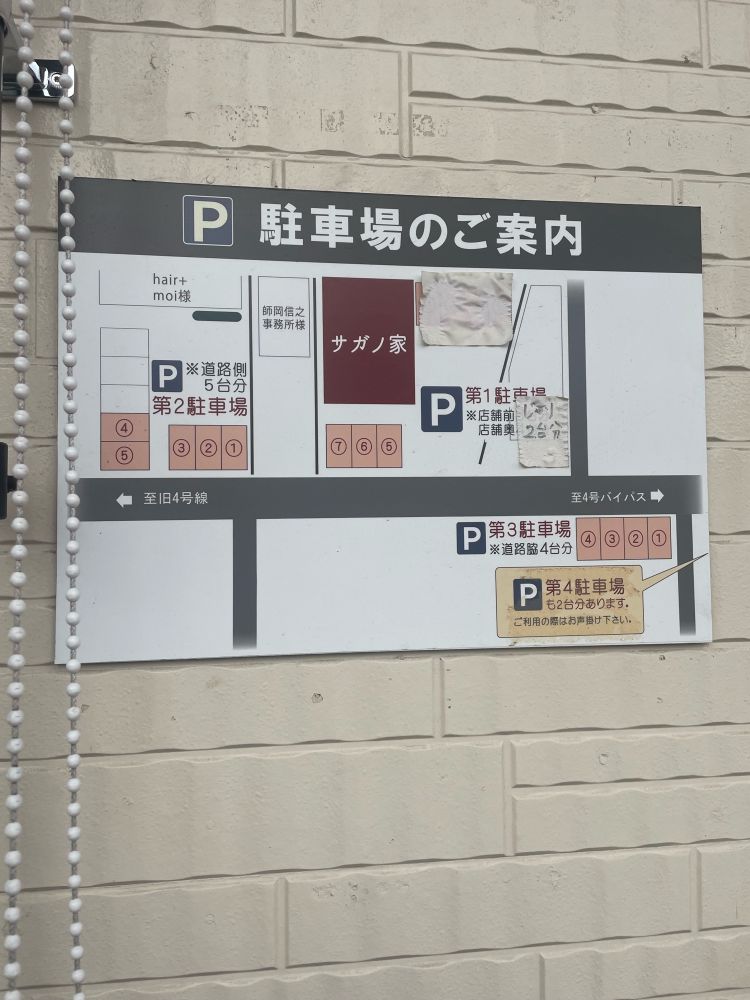 P 駐車場のご案内
hair+
moi様
師岡信之
事務所様
サガノ家
P ※道路側
5台分
第2駐車場
④
⑤
③ ② ①
⑦ ⑥ ⑤
P 第1駐車場
※店舗前
店舗奥
2台分
至旧4号線
至4号バイパス
P 第3駐車場
※道路脇4台分
④ ③ ② ①
P 第4駐車場
も2台分あります。
ご利用の際はお声掛け下さい。